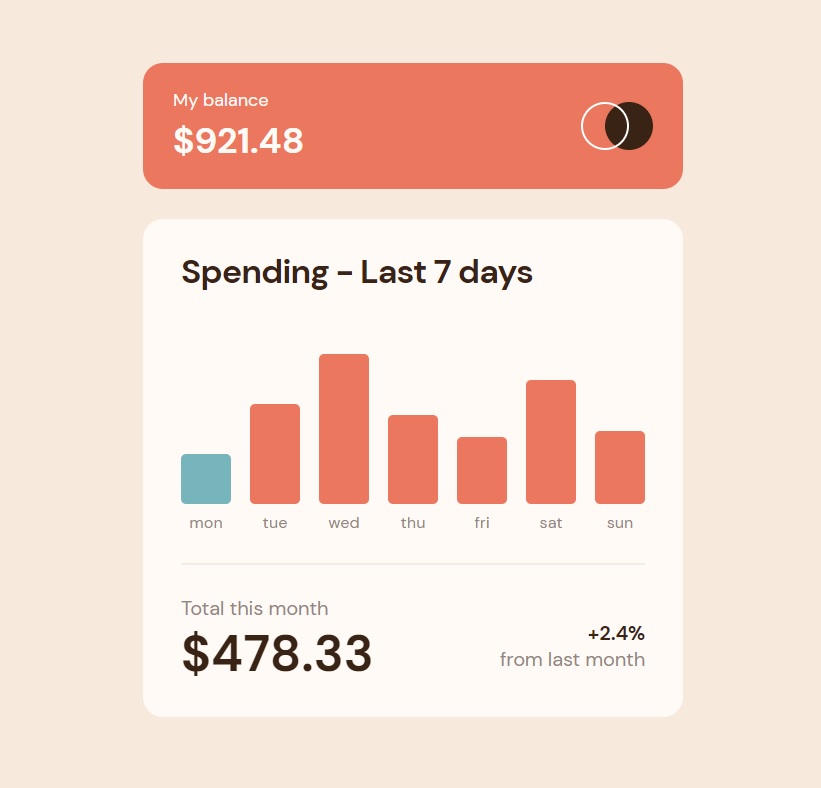 My balance
$921.48
Spending - Last 7 days
mon tue wed thu fri sat sun
Total this month
$478.33
+2.4%
from last month